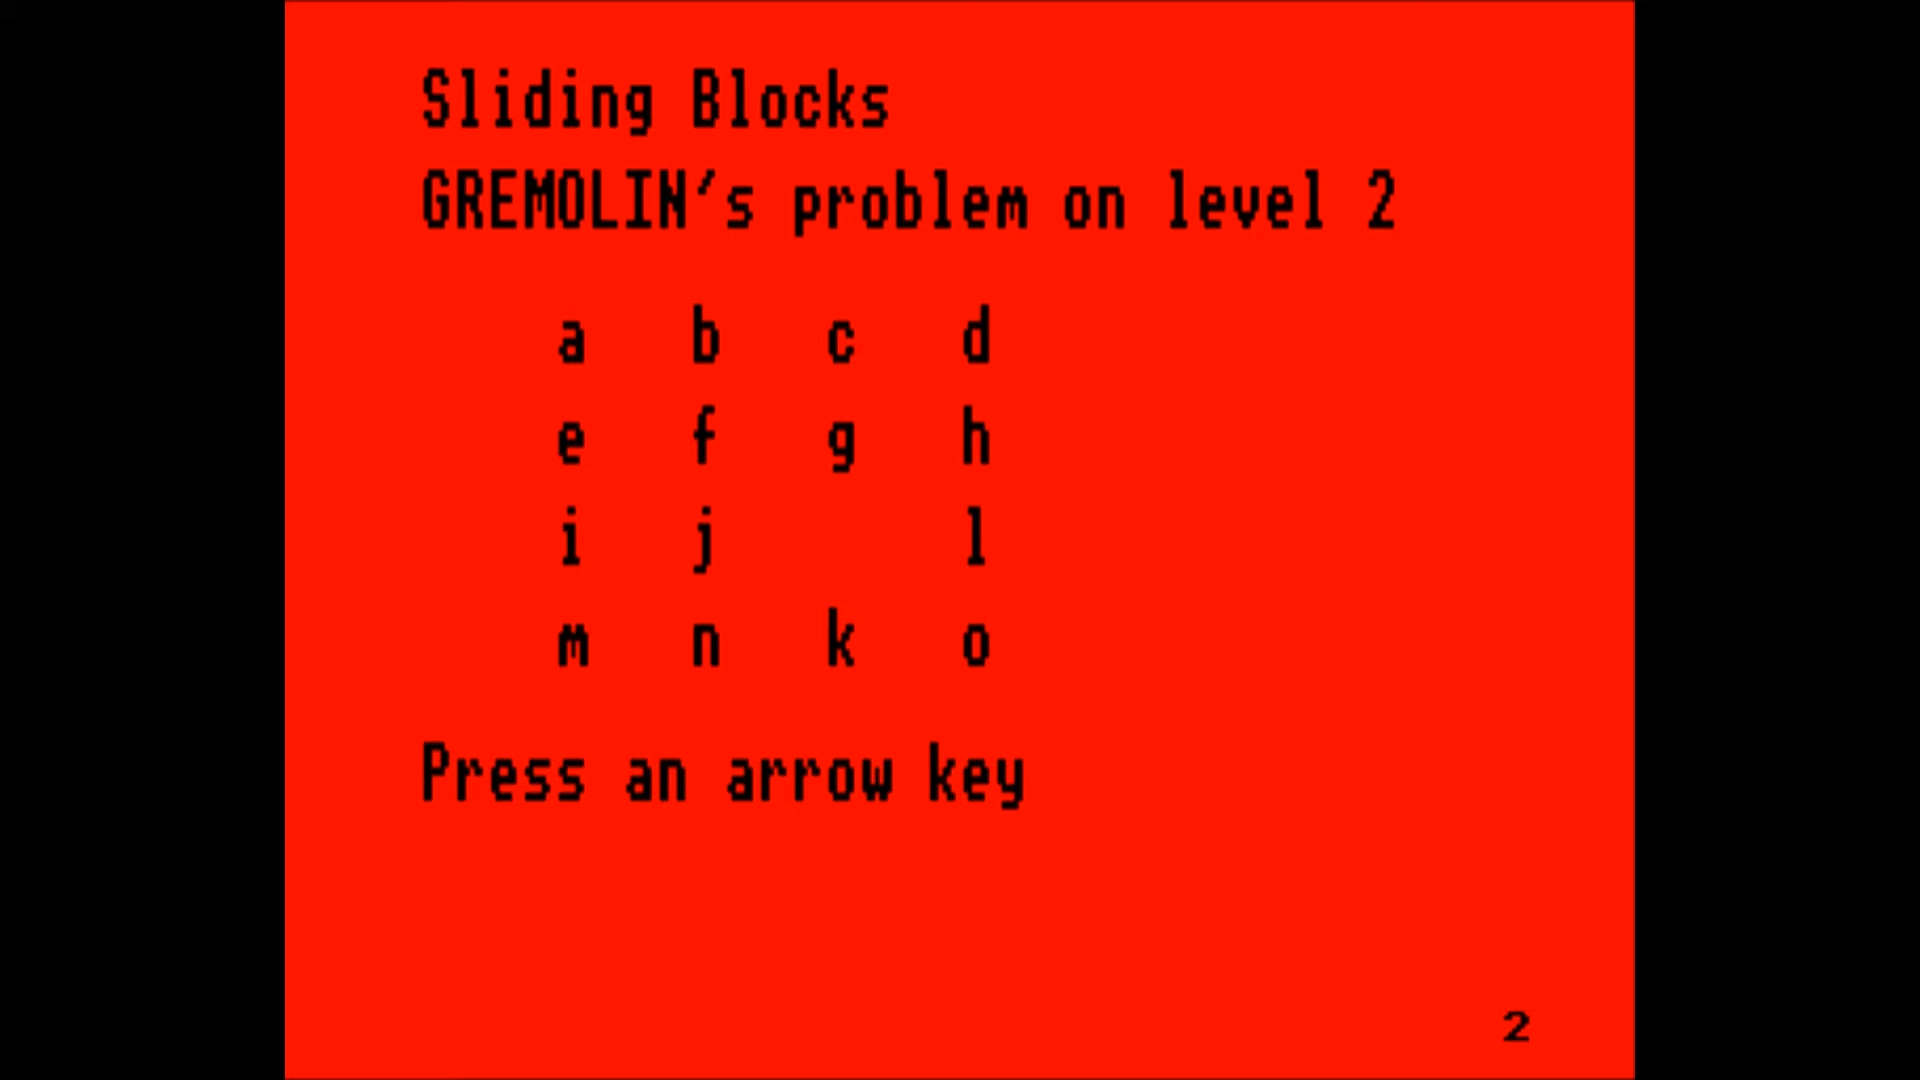 Sliding Blocks
GREMOLIN's problem on level 2
a b c d
e f g h
i j l
m n k o
Press an arrow key
2